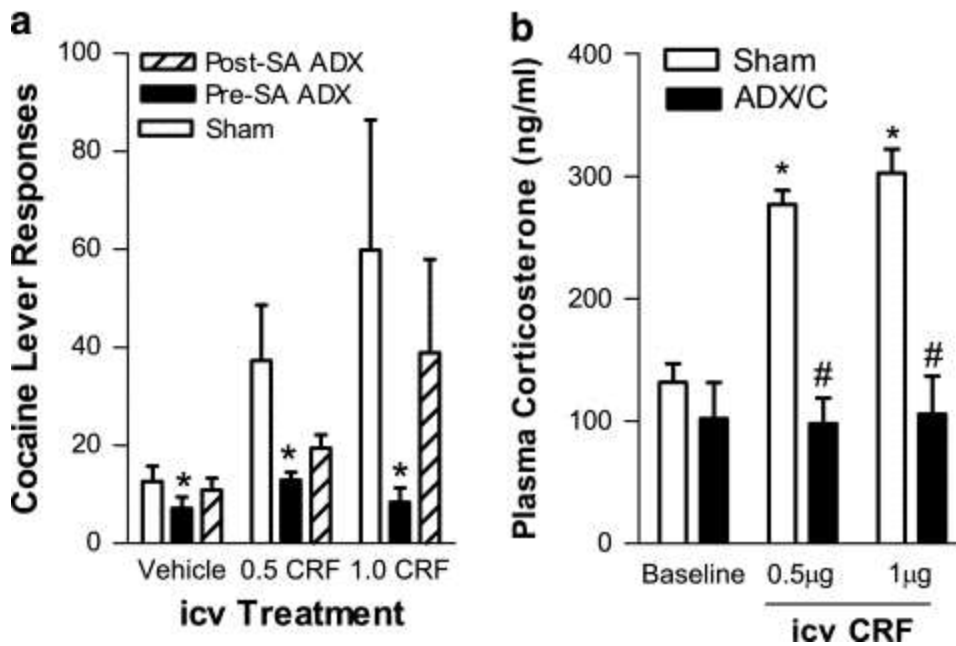 a
Cocaine Lever Responses
100
80
60
40
20
0
Post-SA ADX
Pre-SA ADX
Sham
*
*
*
Vehicle 0.5 CRF 1.0 CRF
icv Treatment
b
Plasma Corticosterone (ng/ml)
400
300
200
100
0
Sham
ADX/C
*
*
#
#
Baseline 0.5µg 1µg
icv CRF